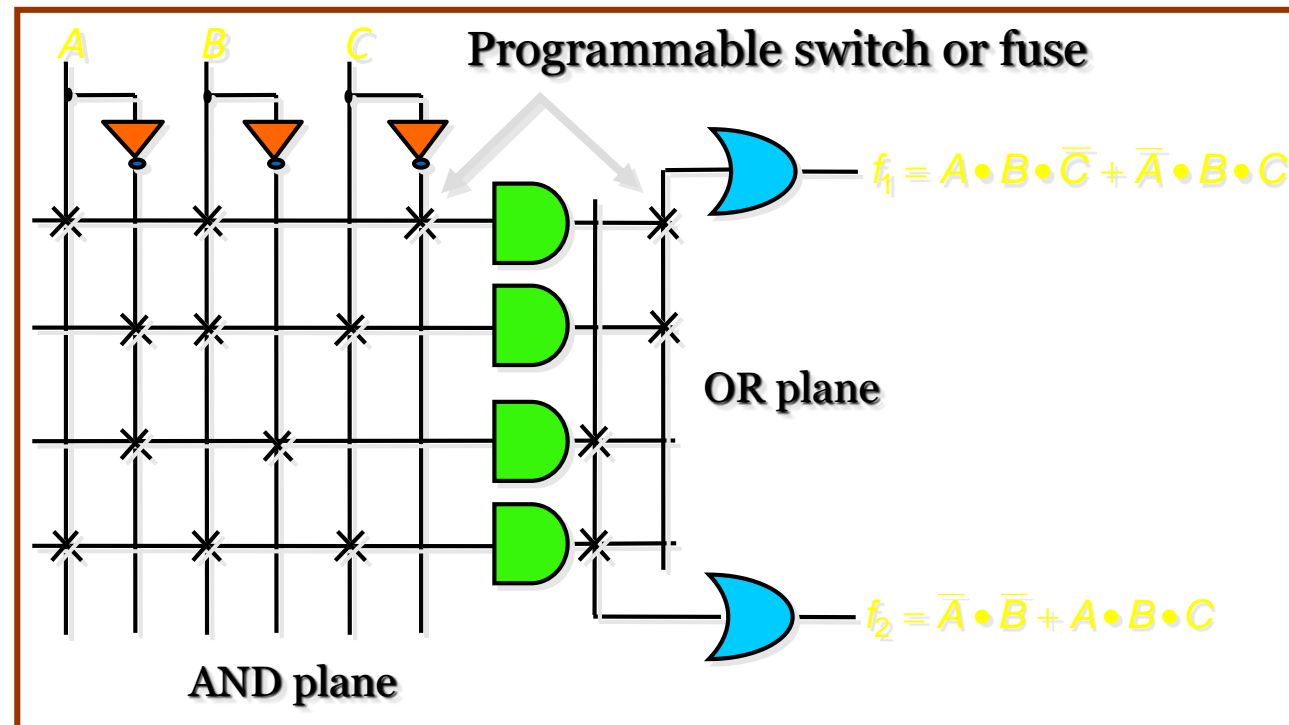 A B C Programmable switch or fuse
f₁ = A • B • C̅ + A̅ • B • C
OR plane
f₂ = A̅ • B̅ + A • B • C
AND plane